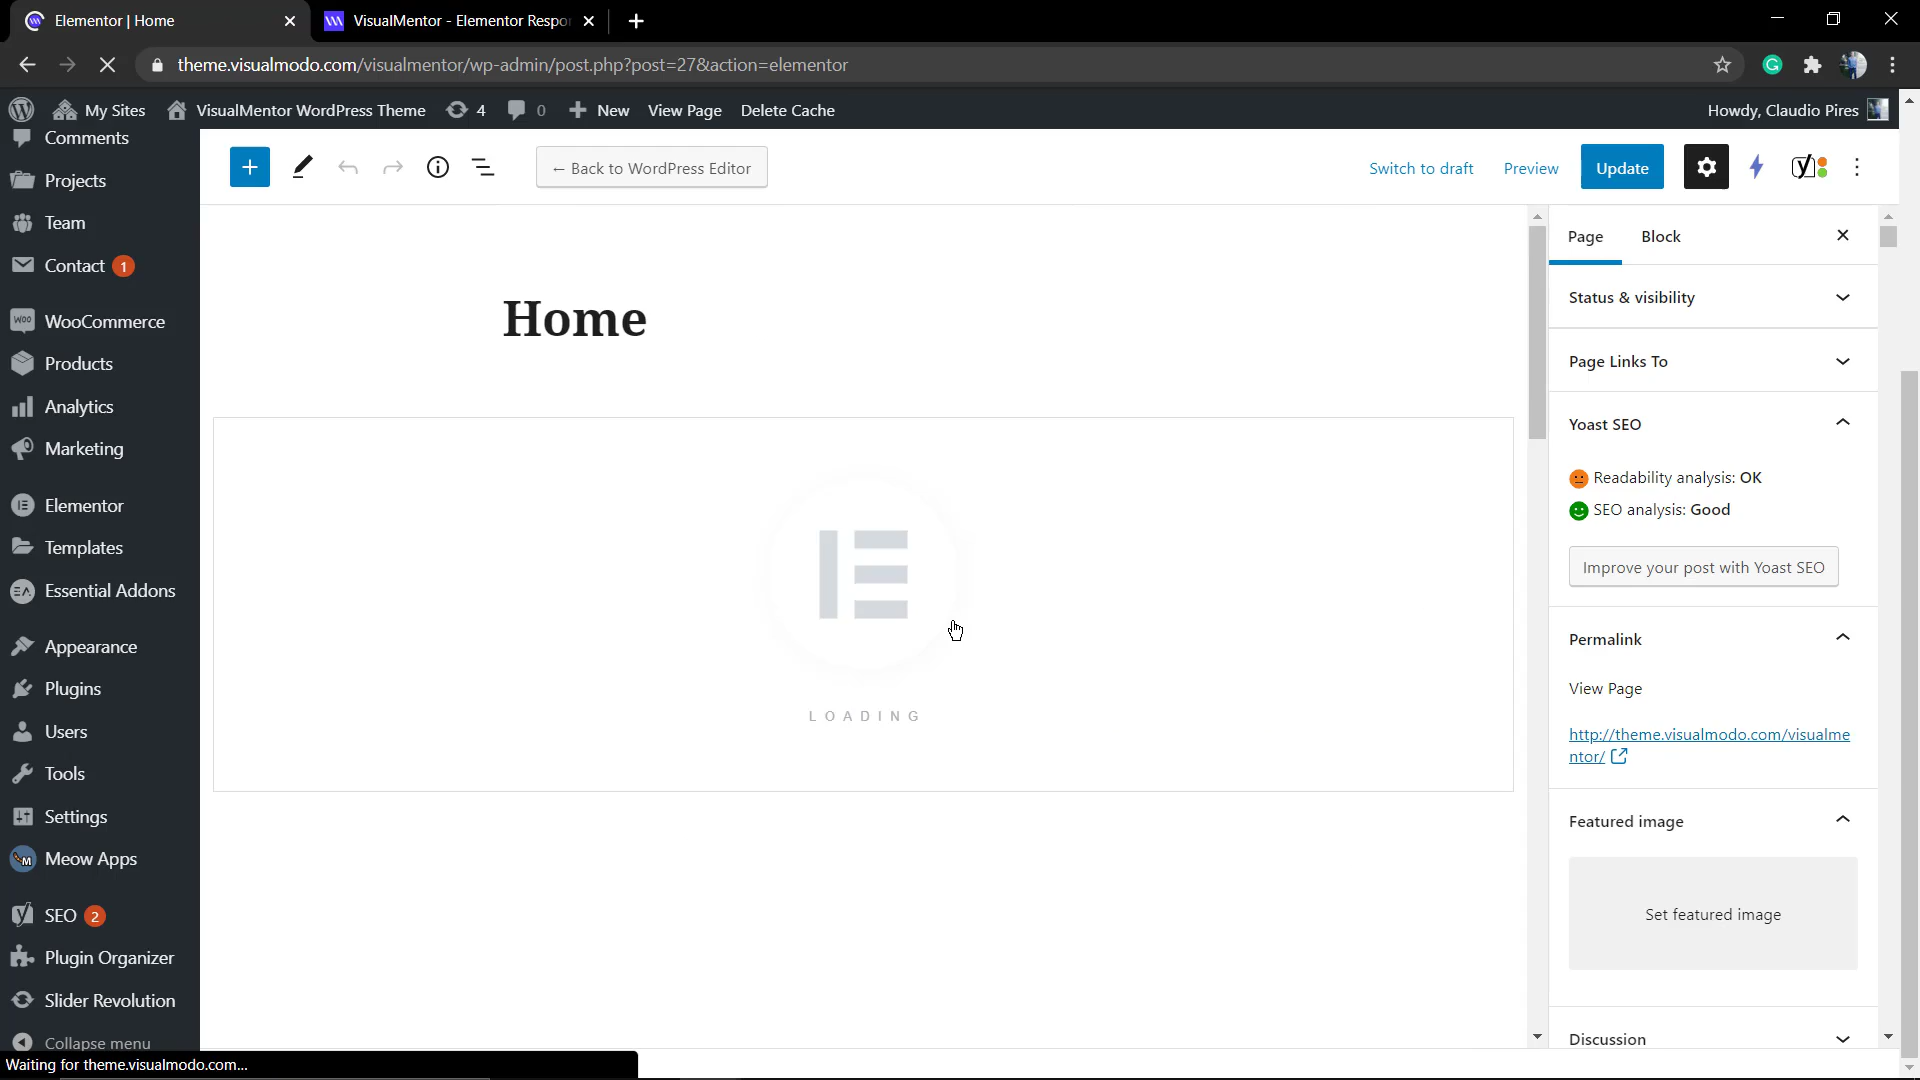 Elementor | Home
VisualMentor - Elementor Respo
theme.visualmodo.com/visualmentor/wp-admin/post.php?post=27&action=elementor
My Sites
VisualMentor WordPress Theme
4
0
New
View Page
Delete Cache
Howdy, Claudio Pires
Comments
Projects
Team
Contact 1
WooCommerce
Products
Analytics
Marketing
Elementor
Templates
Essential Addons
Appearance
Plugins
Users
Tools
Settings
Meow Apps
SEO 2
Plugin Organizer
Slider Revolution
Collapse menu
Waiting for theme.visualmodo.com...
← Back to WordPress Editor
Switch to draft
Preview
Update
Home
LOADING
Page
Block
Status & visibility
Page Links To
Yoast SEO
Readability analysis: OK
SEO analysis: Good
Improve your post with Yoast SEO
Permalink
View Page
http://theme.visualmodo.com/visualme
ntor/
Featured image
Set featured image
Discussion